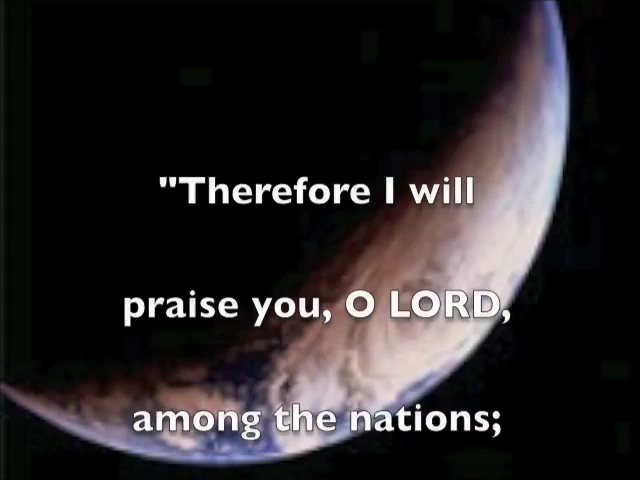 "Therefore I will
praise you, O LORD,
among the nations;